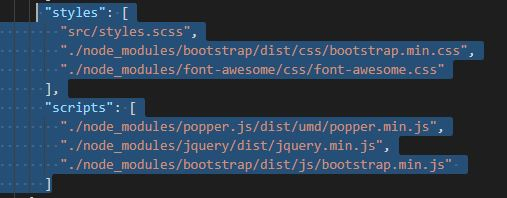 "styles": [
"src/styles.scss",
"./node_modules/bootstrap/dist/css/bootstrap.min.css",
"./node_modules/font-awesome/css/font-awesome.css"
],
"scripts": [
"./node_modules/popper.js/dist/umd/popper.min.js",
"./node_modules/jquery/dist/jquery.min.js",
"./node_modules/bootstrap/dist/js/bootstrap.min.js"
]